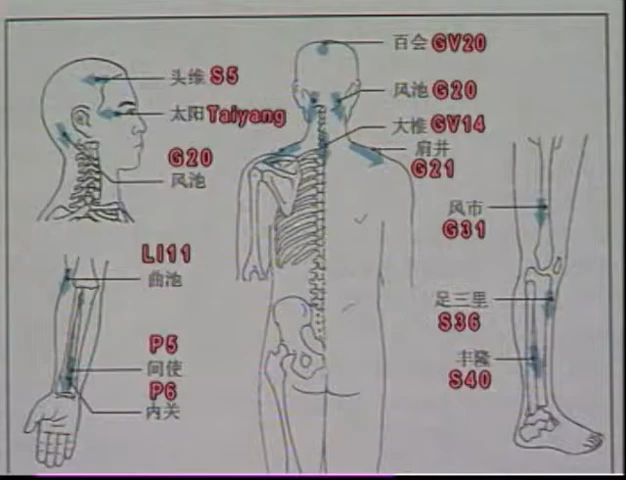 百会 GV20
头维 S5
风池 G20
太阳 Taiyang
大椎 GV14
肩井
G21
G20
风池
风市
G31
LI11
曲池
足三里
S36
P5
间使
丰隆
S40
P6
内关